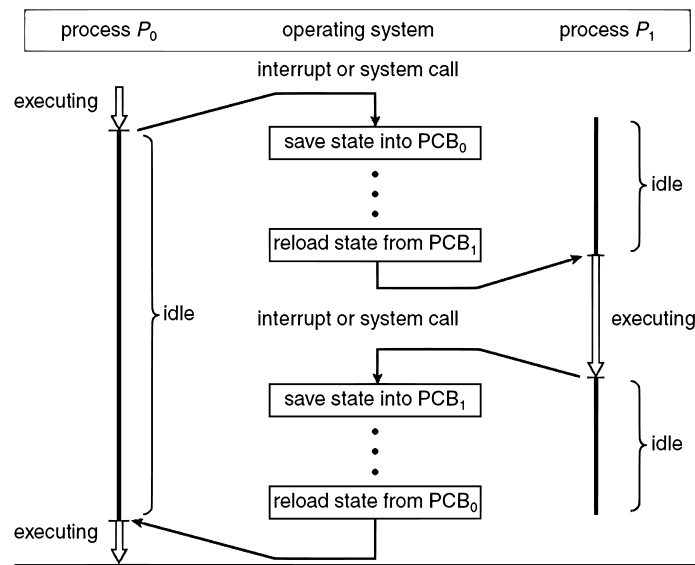 process P₀ operating system process P₁
interrupt or system call
executing
save state into PCB₀
idle
reload state from PCB₁
idle
interrupt or system call
executing
save state into PCB₁
idle
reload state from PCB₀
executing